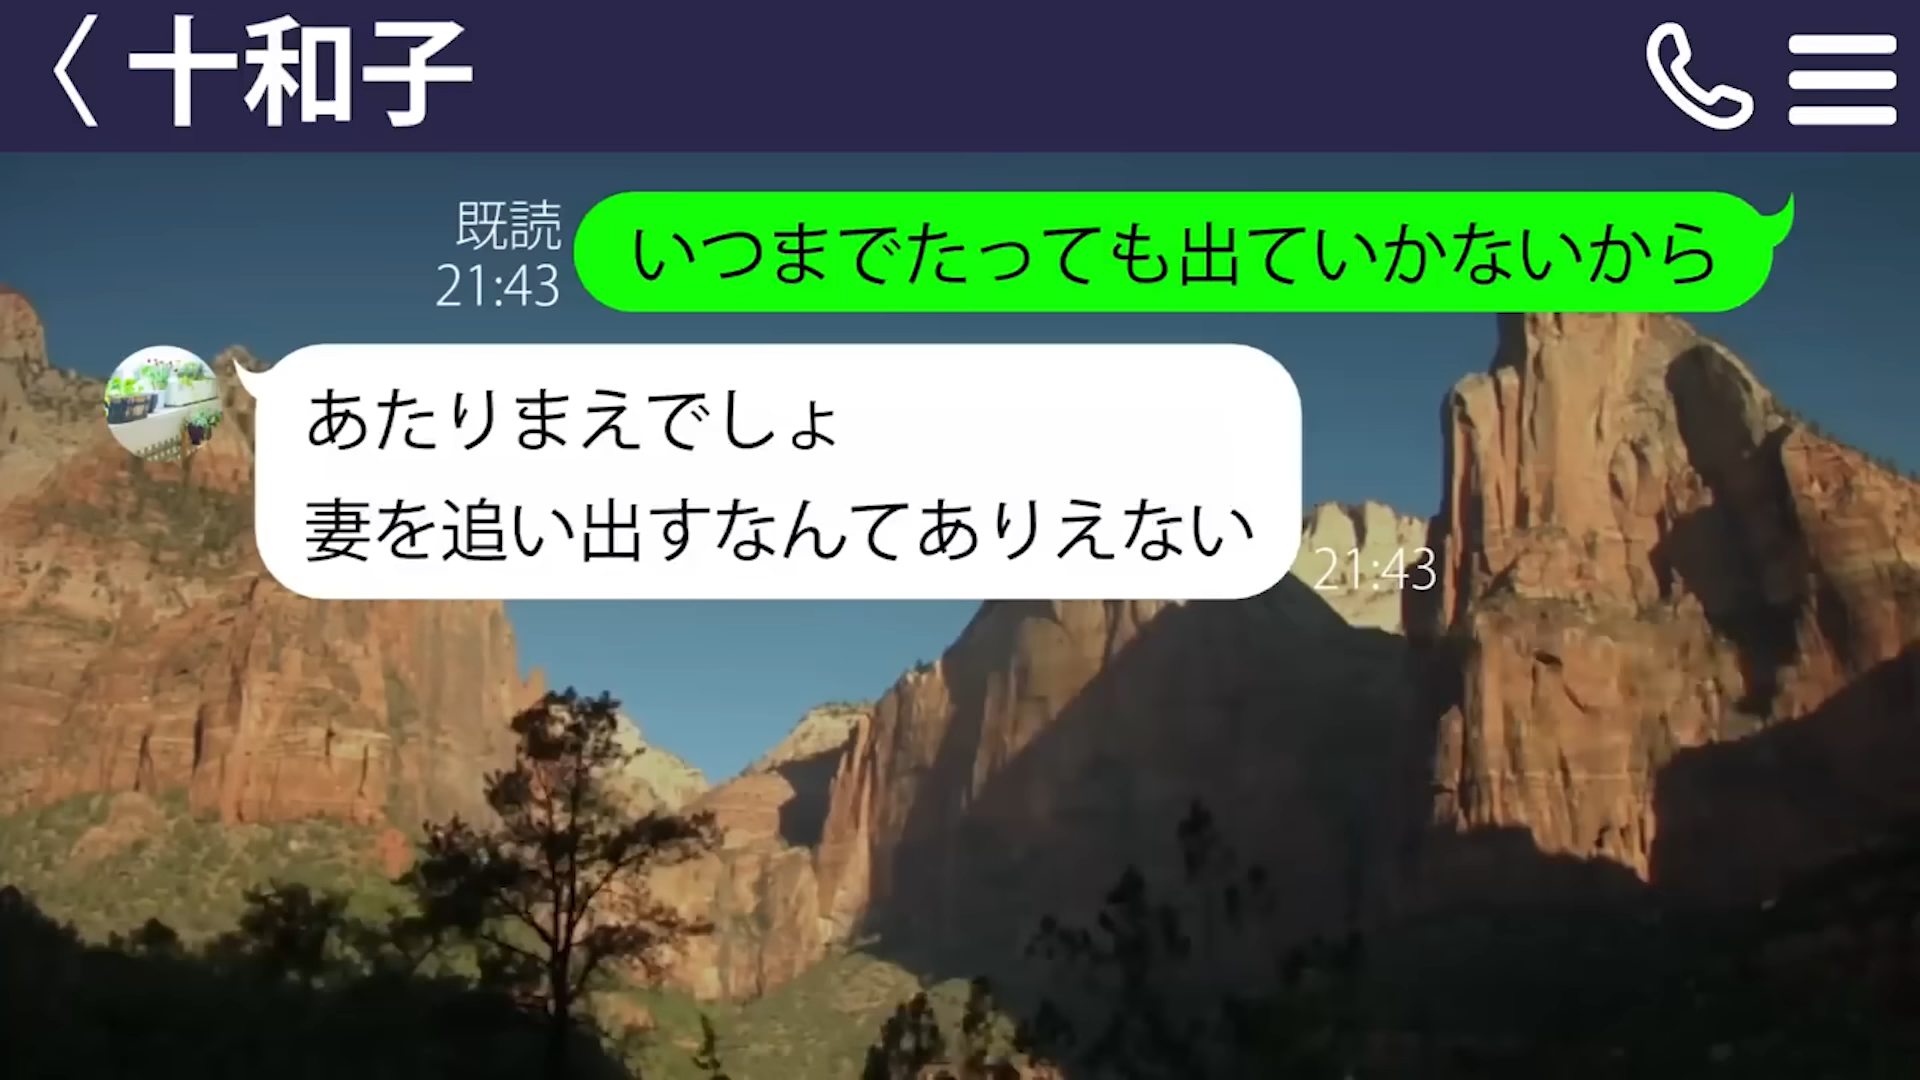 十和子
いつまでたっても出ていかないから
既読
21:43
あたりまえでしょ
妻を追い出すなんてありえない
21:43